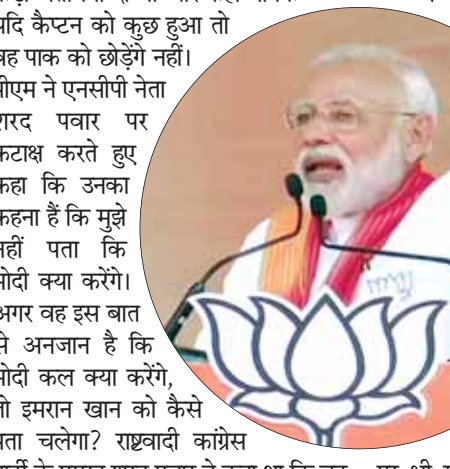 यदि कैप्टन को कुछ हुआ तो
वह पाक को छोड़ेंगे नहीं।
पीएम ने एनसीपी नेता
शरद पवार पर
कटाक्ष करते हुए
कहा कि उनका
कहना हैं कि मुझे
नहीं पता कि
मोदी क्या करेंगे।
अगर वह इस बात
से अनजान है कि
मोदी कल क्या करेंगे,
तो इमरान खान को कैसे
पता चलेगा? राष्ट्रवादी कांग्रेस